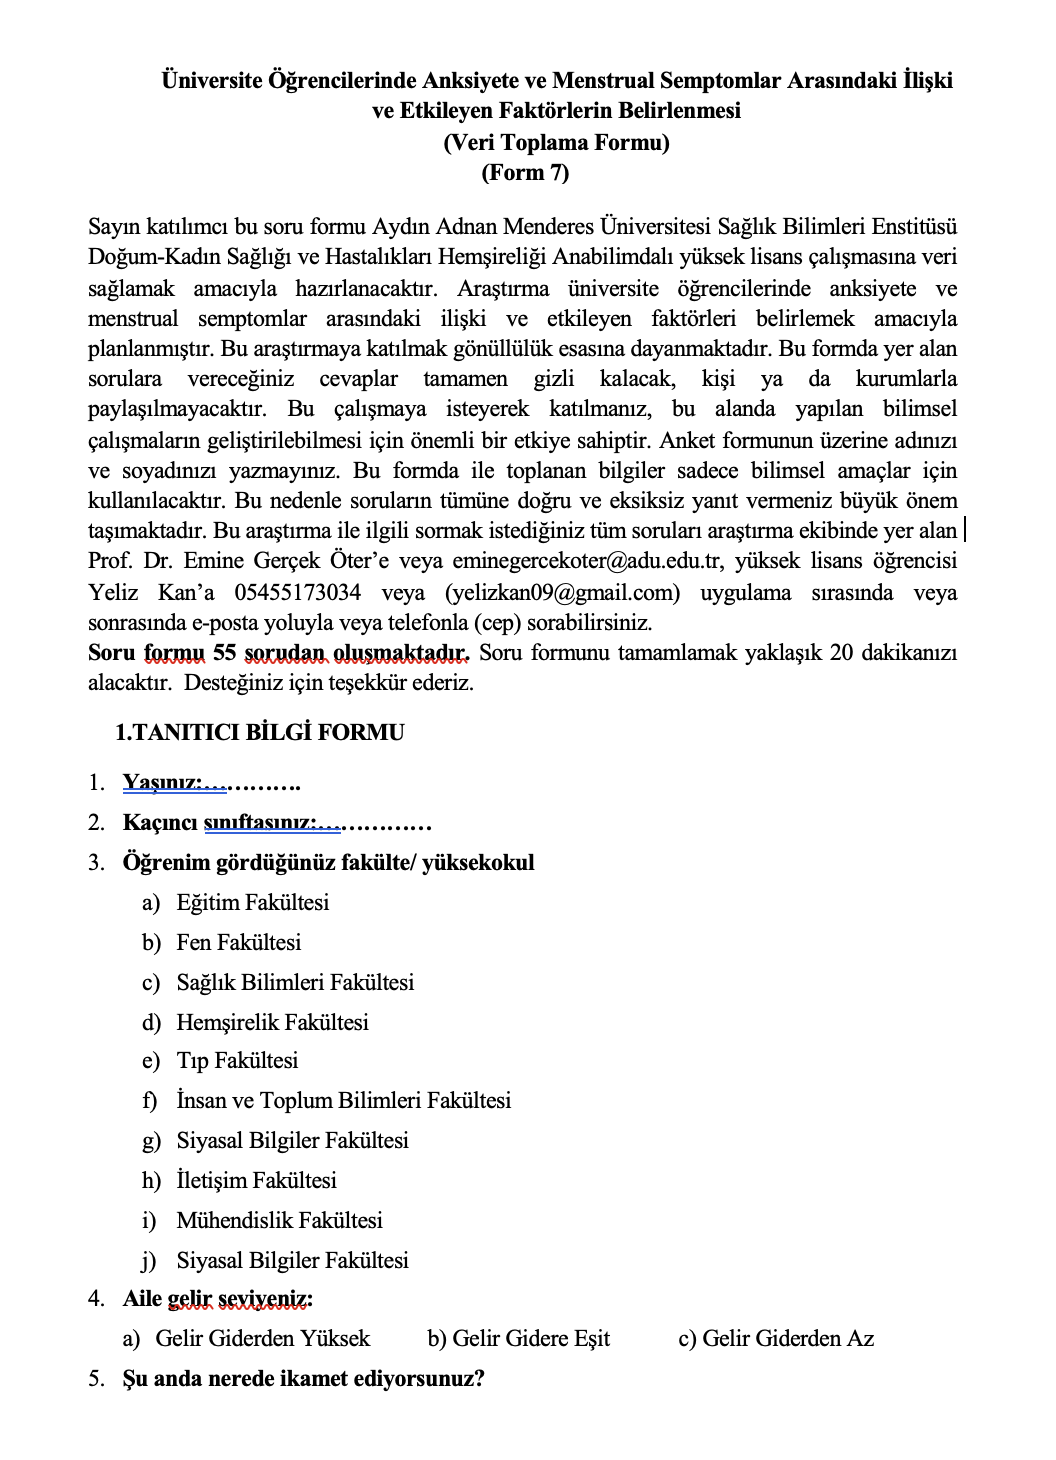 Üniversite Öğrencilerinde Anksiyete ve Menstrual Semptomlar Arasındaki İlişki
ve Etkileyen Faktörlerin Belirlenmesi
(Veri Toplama Formu)
(Form 7)
Sayın katılımcı bu soru formu Aydın Adnan Menderes Üniversitesi Sağlık Bilimleri Enstitüsü
Doğum-Kadın Sağlığı ve Hastalıkları Hemşireliği Anabilimdalı yüksek lisans çalışmasına veri
sağlamak amacıyla hazırlanacaktır. Araştırma üniversite öğrencilerinde anksiyete ve
menstrual semptomlar arasındaki ilişki ve etkileyen faktörleri belirlemek amacıyla
planlanmıştır. Bu araştırmaya katılmak gönüllülük esasına dayanmaktadır. Bu formda yer alan
sorulara vereceğiniz cevaplar tamamen gizli kalacak, kişi ya da kurumlarla
paylaşılmayacaktır. Bu çalışmaya isteyerek katılmanız, bu alanda yapılan bilimsel
çalışmaların geliştirilebilmesi için önemli bir etkiye sahiptir. Anket formunun üzerine adınızı
ve soyadınızı yazmayınız. Bu formda ile toplanan bilgiler sadece bilimsel amaçlar için
kullanılacaktır. Bu nedenle soruların tümüne doğru ve eksiksiz yanıt vermeniz büyük önem
taşımaktadır. Bu araştırma ile ilgili sormak istediğiniz tüm soruları araştırma ekibinde yer alan
Prof. Dr. Emine Gerçek Öter’e veya eminegercekoter@adu.edu.tr, yüksek lisans öğrencisi
Yeliz Kan’a 05455173034 veya (yelizkan09@gmail.com) uygulama sırasında veya
sonrasında e-posta yoluyla veya telefonla (cep) sorabilirsiniz.
Soru formu 55 sorudan oluşmaktadır. Soru formunu tamamlamak yaklaşık 20 dakikanızı
alacaktır. Desteğiniz için teşekkür ederiz.
1.TANITICI BİLGİ FORMU
1. Yaşınız:………….
2. Kaçıncı sınıftasınız:…………..
3. Öğrenim gördüğünüz fakülte/ yüksekokul
a) Eğitim Fakültesi
b) Fen Fakültesi
c) Sağlık Bilimleri Fakültesi
d) Hemşirelik Fakültesi
e) Tıp Fakültesi
f) İnsan ve Toplum Bilimleri Fakültesi
g) Siyasal Bilgiler Fakültesi
h) İletişim Fakültesi
i) Mühendislik Fakültesi
j) Siyasal Bilgiler Fakültesi
4. Aile gelir seviyeniz:
a) Gelir Giderden Yüksek b) Gelir Gidere Eşit c) Gelir Giderden Az
5. Şu anda nerede ikamet ediyorsunuz?